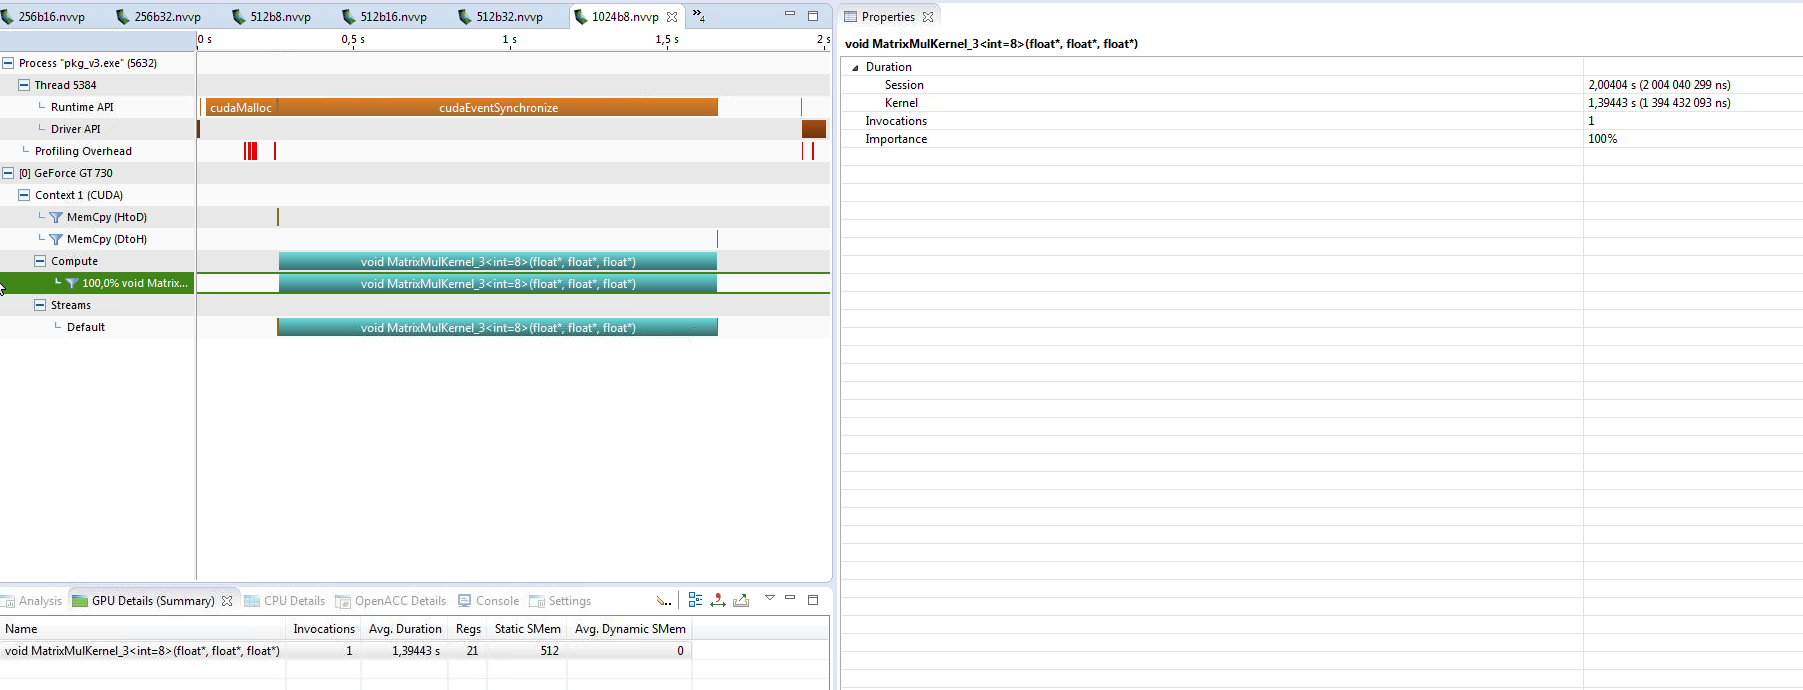 256b16.nvvp 256b32.nvvp 512b8.nvvp 512b16.nvvp 512b32.nvvp 1024b8.nvvp »4
0 s 0,5 s 1 s 1,5 s 2 s
Process "pkg_v3.exe" (5632)
Thread 5384
Runtime API cudaMalloc cudaEventSynchronize
Driver API
Profiling Overhead
[0] GeForce GT 730
Context 1 (CUDA)
MemCpy (HtoD)
MemCpy (DtoH)
Compute void MatrixMulKernel_3<int=8>(float*, float*, float*)
100,0% void Matrix... void MatrixMulKernel_3<int=8>(float*, float*, float*)
Streams
Default void MatrixMulKernel_3<int=8>(float*, float*, float*)
Analysis GPU Details (Summary) CPU Details OpenACC Details Console Settings
Name Invocations Avg. Duration Regs Static SMem Avg. Dynamic SMem
void MatrixMulKernel_3<int=8>(float*, float*, float*) 1 1,39443 s 21 512 0
Properties
void MatrixMulKernel_3<int=8>(float*, float*, float*)
Duration
Session 2,00404 s (2 004 040 299 ns)
Kernel 1,39443 s (1 394 432 093 ns)
Invocations 1
Importance 100%